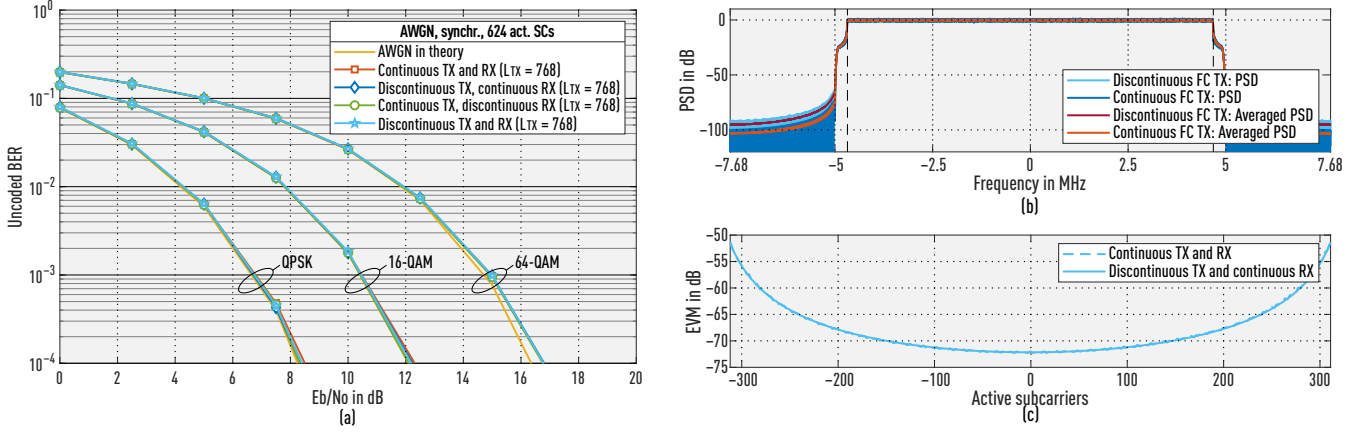 AWGN, synchr., 624 act. SCs
AWGN in theory
Continuous TX and RX (LTX = 768)
Discontinuous TX, continuous RX (LTX = 768)
Continuous TX, discontinuous RX (LTX = 768)
Discontinuous TX and RX (LTX = 768)
Uncoded BER
10^0
10^−1
10^−2
10^−3
10^−4
QPSK
16-QAM
64-QAM
0 2 4 6 8 10 12 14 16 18 20
Eb/No in dB
(a)
PSD in dB
0
−50
−100
Discontinuous FC TX: PSD
Continuous FC TX: PSD
Discontinuous FC TX: Averaged PSD
Continuous FC TX: Averaged PSD
−7.68 −5 −2.5 0 2.5 5 7.68
Frequency in MHz
(b)
EVM in dB
−50
−55
−60
−65
−70
−75
Continuous TX and RX
Discontinuous TX and continuous RX
−300 −200 −100 0 100 200 300
Active subcarriers
(c)